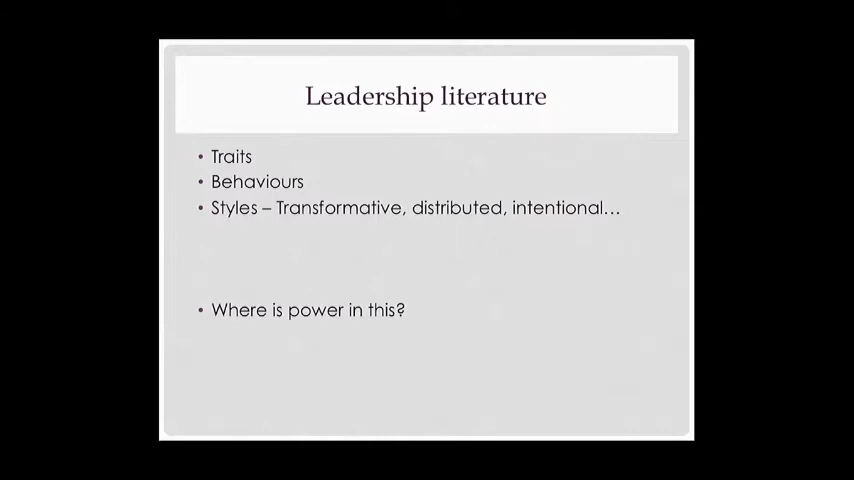 Leadership literature
• Traits
• Behaviours
• Styles – Transformative, distributed, intentional…
• Where is power in this?